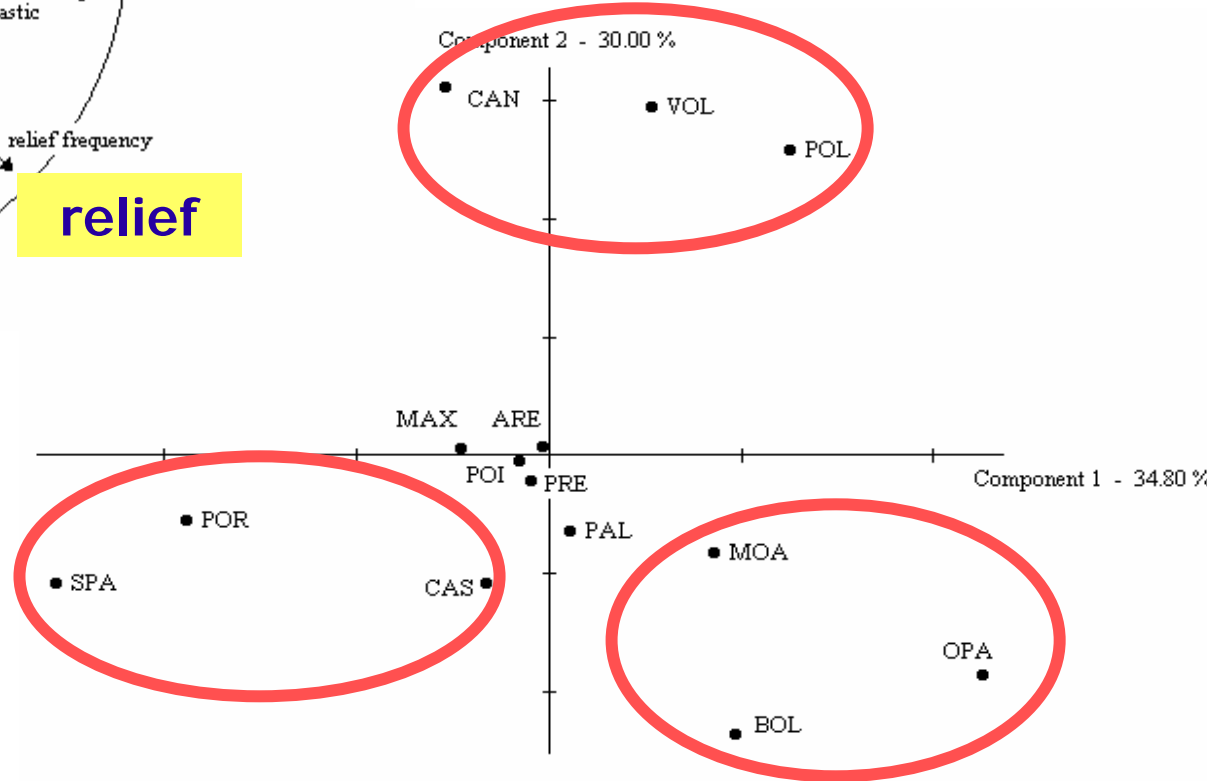 astic
Component 2 - 30.00 %
CAN
VOL
relief frequency
POL
relief
MAX
ARE
POI
PRE
Component 1 - 34.80 %
POR
PAL
MOA
SPA
CAS
OPA
BOL